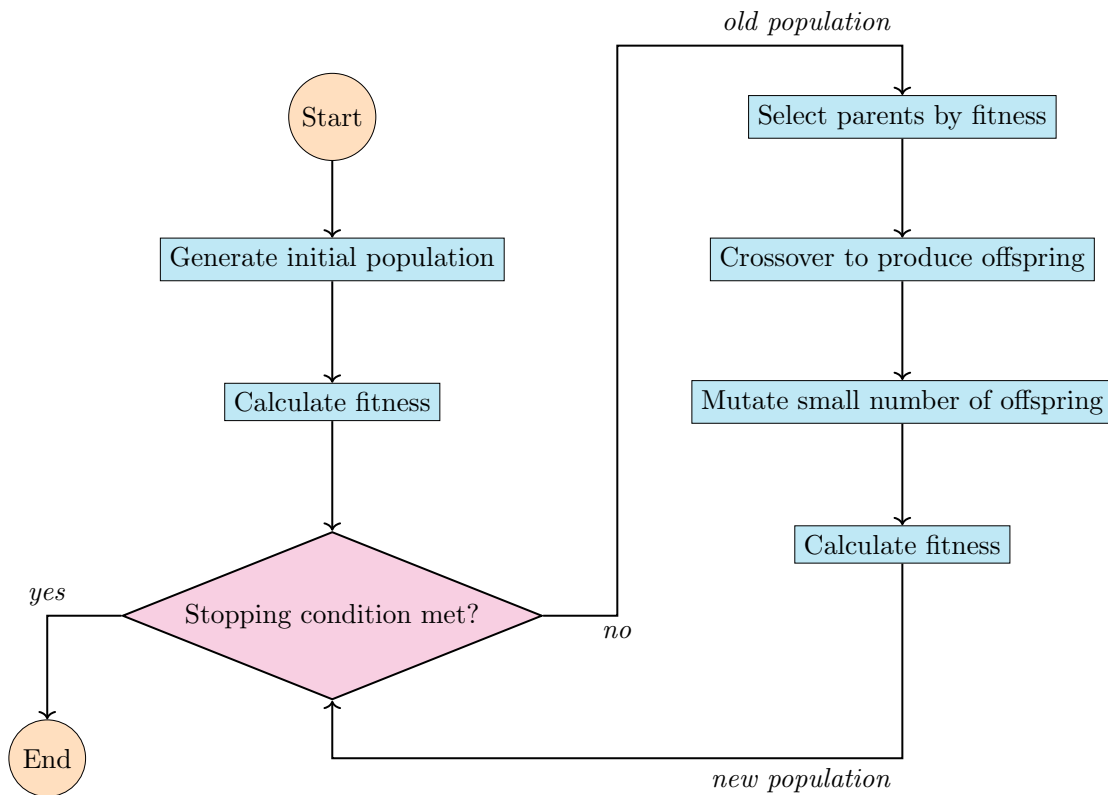 Start
Generate initial population
Calculate fitness
Stopping condition met?
yes
End
no
old population
Select parents by fitness
Crossover to produce offspring
Mutate small number of offspring
Calculate fitness
new population